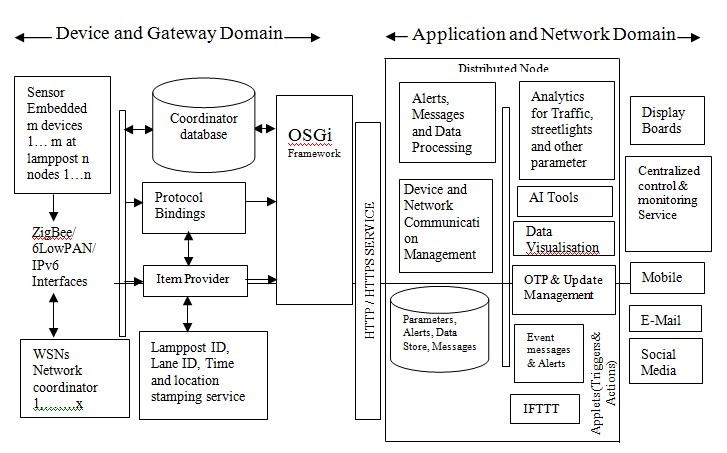 Device and Gateway Domain
Application and Network Domain
Sensor
Embedded
m devices
1… m at
lamppost n
nodes 1…n
ZigBee/
6LowPAN/
IPv6
Interfaces
WSNs
Network
coordinator
1,..........x
Coordinator
database
Protocol
Bindings
Item Provider
Lamppost ID,
Lane ID, Time
and location
stamping service
OSGi
Framework
HTTP / HTTPS SERVICE
Distributed Node
Alerts,
Messages
and Data
Processing
Device and
Network
Communicati
on
Management
Parameters,
Alerts, Data
Store, Messages
Analytics
for Traffic,
streetlights
and other
parameter
AI Tools
Data
Visualisation
OTP & Update
Management
Event
messages
& Alerts
IFTTT
Applets(Triggers&
Actions)
Display
Boards
Centralized
control &
monitoring
Service
Mobile
E-Mail
Social
Media